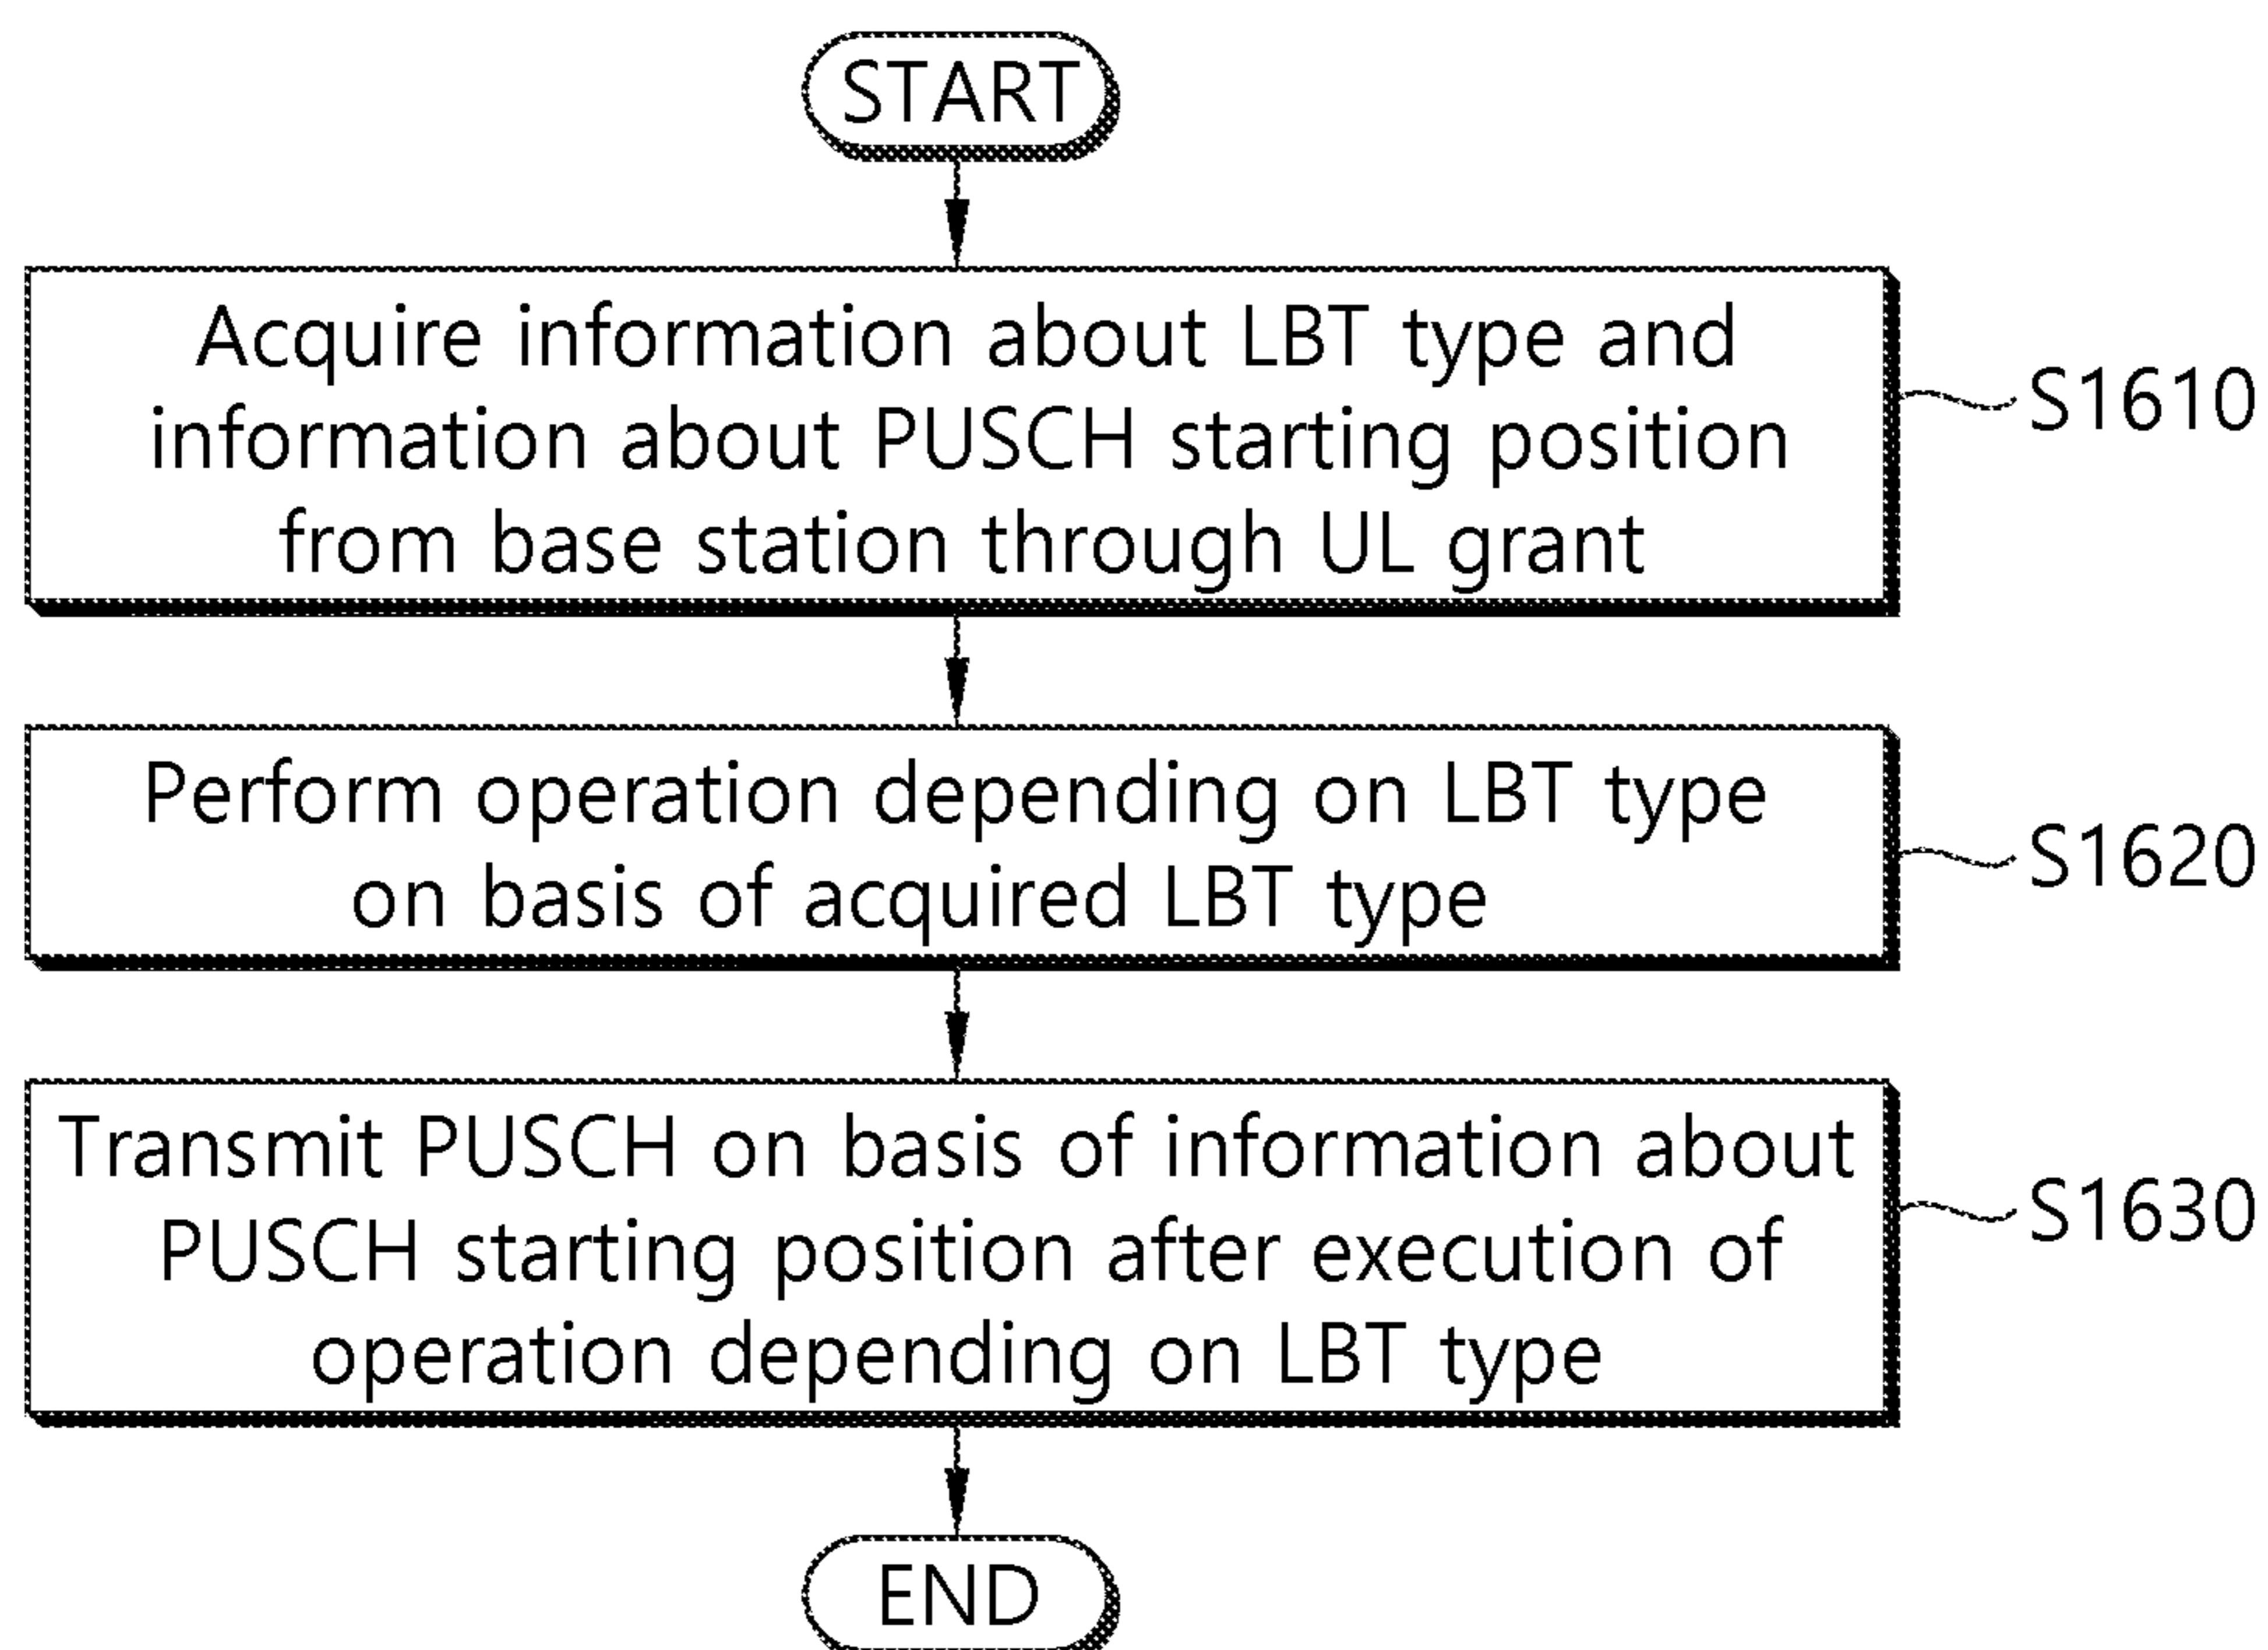 START
Acquire information about LBT type and
information about PUSCH starting position
from base station through UL grant
S1610
Perform operation depending on LBT type
on basis of acquired LBT type
S1620
Transmit PUSCH on basis of information about
PUSCH starting position after execution of
operation depending on LBT type
S1630
END